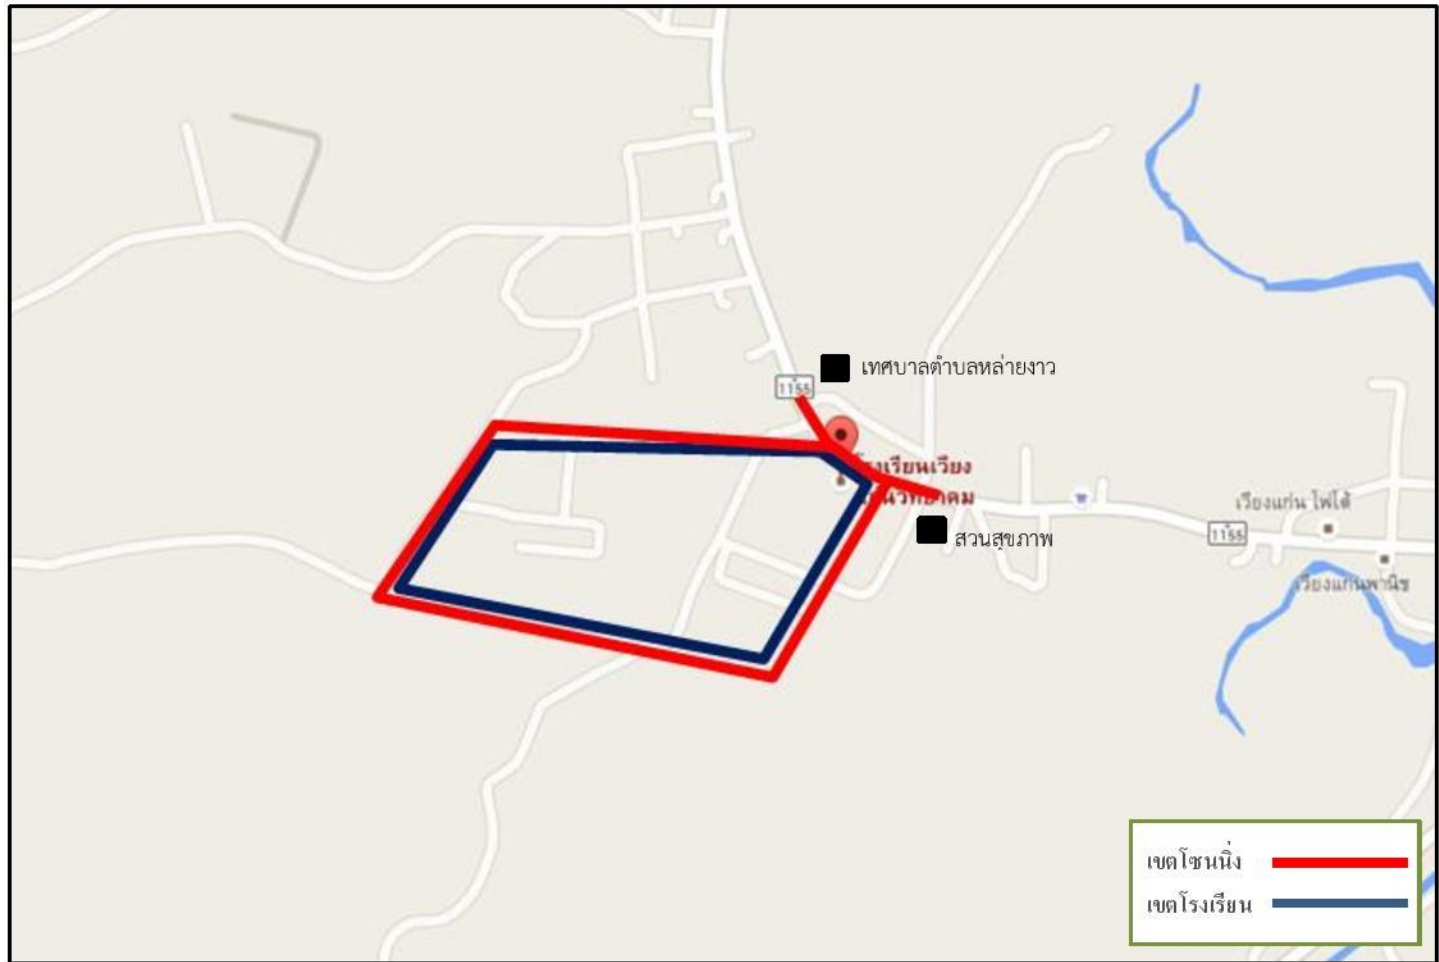 เทศบาลตำบลหล่ายงาว
1155
โรงเรียนเวียง
วิทยาคม
เวียงแก่น โฟโต้
1155
สวนสุขภาพ
เวียงแก่นพานิช
เขตโซนนิ่ง
เขตโรงเรียน